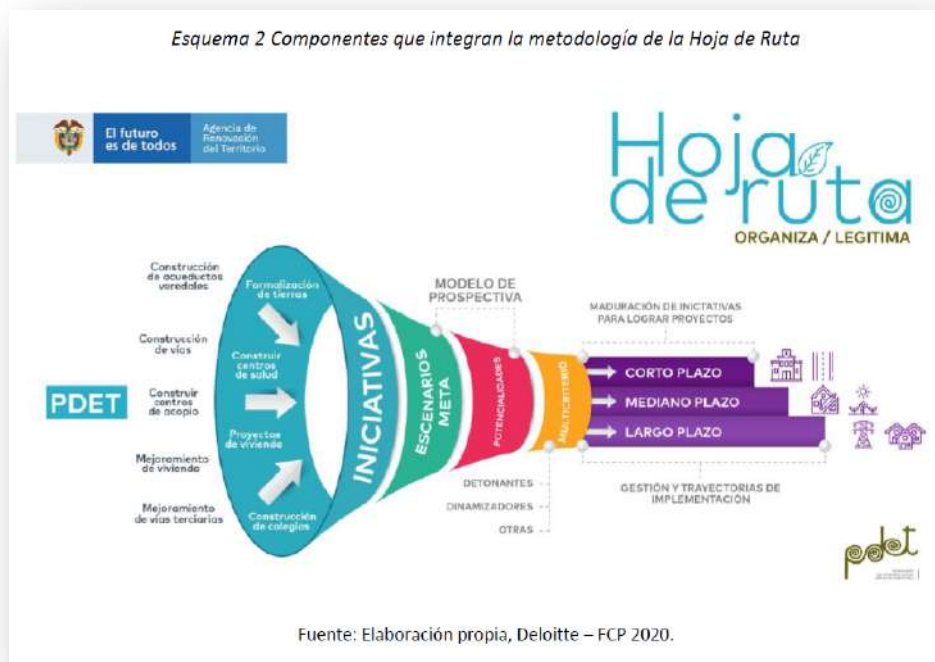 Esquema 2 Componentes que integran la metodología de la Hoja de Ruta
El futuro
es de todos
Agencia de
Renovación
del Territorio
Hoja
de ruta
ORGANIZA / LEGITIMA
PDET
Construcción
de acueductos
veredales
Construcción
de vías
Construir
centros
de acopio
Mejoramiento
de vivienda
Mejoramiento
de vías terciarias
Formalización
de tierras
Construir
centros
de salud
Proyectos
de vivienda
Construcción
de colegios
INICIATIVAS
ESCENARIOS
META
POTENCIALIDADES
MULTICRITERIO
MODELO DE
PROSPECTIVA
DETONANTES
DINAMIZADORES
OTRAS
MADURACIÓN DE INICTATIVAS
PARA LOGRAR PROYECTOS
CORTO PLAZO
MEDIANO PLAZO
LARGO PLAZO
GESTIÓN Y TRAYECTORIAS DE
IMPLEMENTACIÓN
pdet
Fuente: Elaboración propia, Deloitte – FCP 2020.